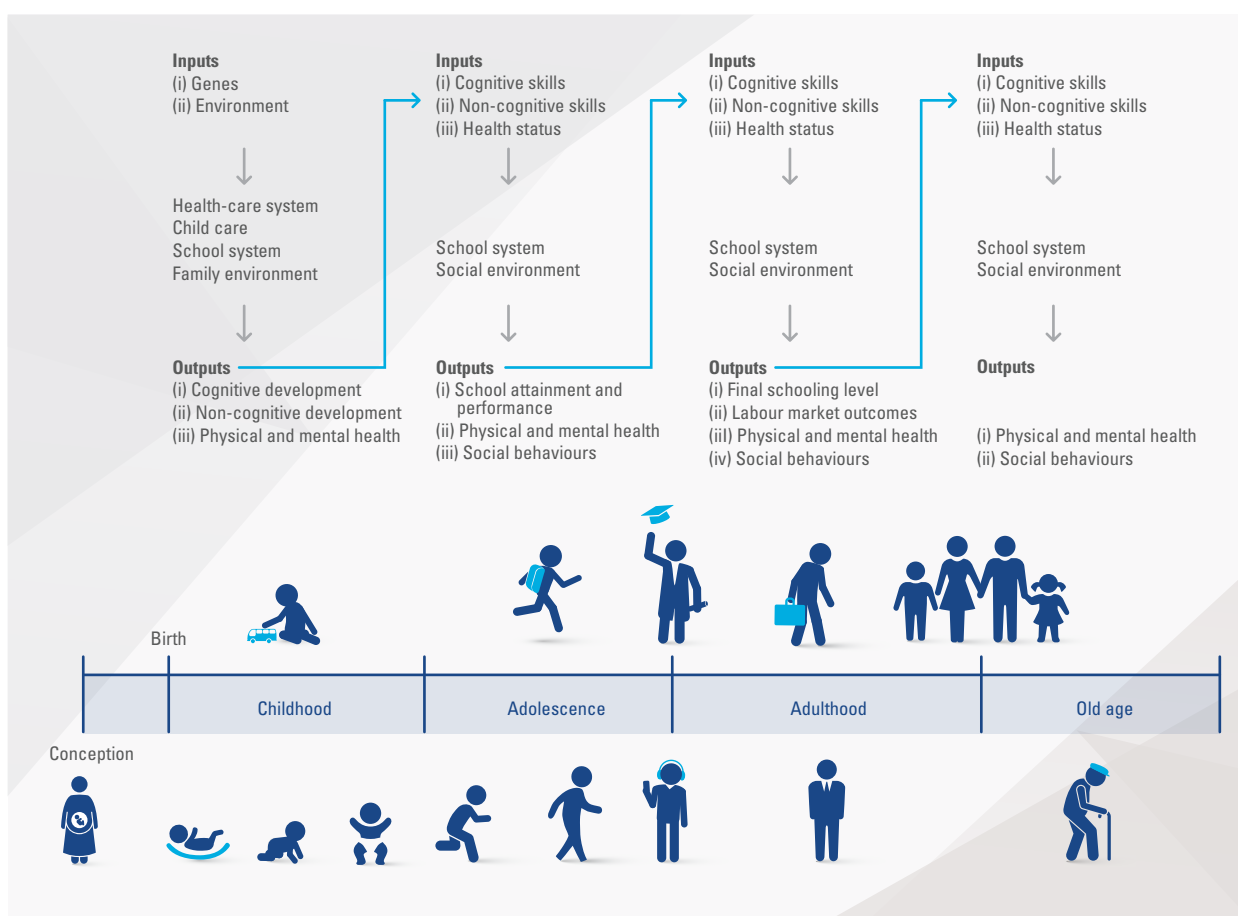 Inputs
(i) Genes
(ii) Environment
Health-care system
Child care
School system
Family environment
Outputs
(i) Cognitive development
(ii) Non-cognitive development
(iii) Physical and mental health
Inputs
(i) Cognitive skills
(ii) Non-cognitive skills
(iii) Health status
School system
Social environment
Outputs
(i) School attainment and
performance
(ii) Physical and mental health
(iii) Social behaviours
Inputs
(i) Cognitive skills
(ii) Non-cognitive skills
(iii) Health status
School system
Social environment
Outputs
(i) Final schooling level
(ii) Labour market outcomes
(iiI) Physical and mental health
(iv) Social behaviours
Inputs
(i) Cognitive skills
(ii) Non-cognitive skills
(iii) Health status
School system
Social environment
Outputs
(i) Physical and mental health
(ii) Social behaviours
Birth
Childhood
Adolescence
Adulthood
Old age
Conception